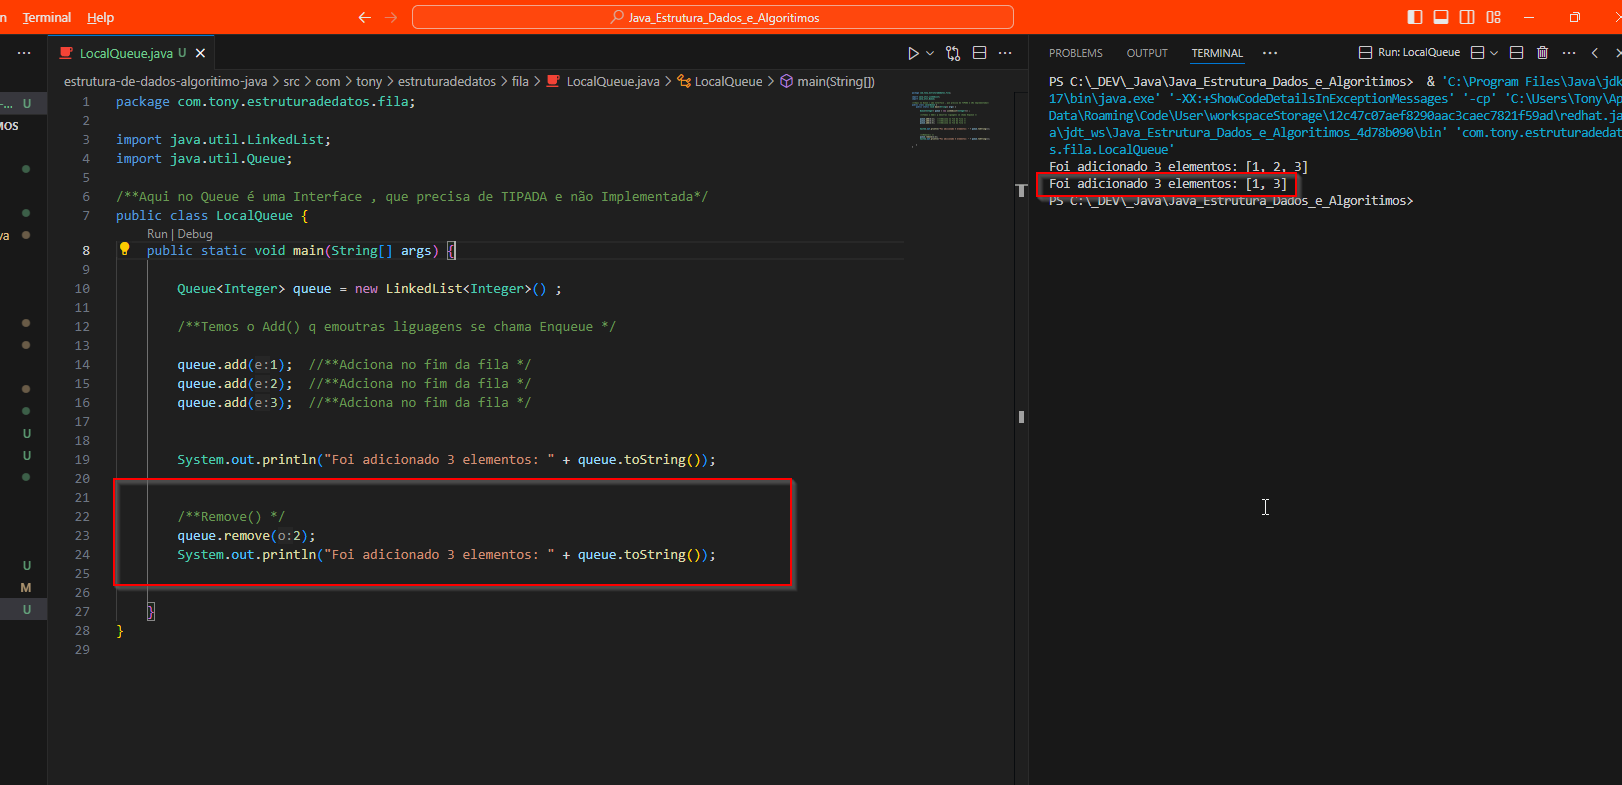 n Terminal Help
Java_Estrutura_Dados_e_Algoritimos
LocalQueue.java U
estrutura-de-dados-algoritimo-java > src > com > tony > estruturadedatos > fila > LocalQueue.java > LocalQueue > main(String[])
-... U
MOS
va
U
U
U
M
U
1 package com.tony.estruturadedatos.fila;
2
3 import java.util.LinkedList;
4 import java.util.Queue;
5
6 /**Aqui no Queue é uma Interface , que precisa de TIPADA e não Implementada*/
7 public class LocalQueue {
Run | Debug
8 public static void main(String[] args) {
9
10 Queue<Integer> queue = new LinkedList<Integer>() ;
11
12 /**Temos o Add() q emoutras liguagens se chama Enqueue */
13
14 queue.add(e:1); //**Adciona no fim da fila */
15 queue.add(e:2); //**Adciona no fim da fila */
16 queue.add(e:3); //**Adciona no fim da fila */
17
18
19 System.out.println("Foi adicionado 3 elementos: " + queue.toString());
20
21
22 /**Remove() */
23 queue.remove(o:2);
24 System.out.println("Foi adicionado 3 elementos: " + queue.toString());
25
26
27 }
28 }
29
PROBLEMS OUTPUT TERMINAL ... Run: LocalQueue
PS C:\_DEV\_Java\Java_Estrutura_Dados_e_Algoritimos> & 'C:\Program Files\Java\jdk
17\bin\java.exe' '-XX:+ShowCodeDetailsInExceptionMessages' '-cp' 'C:\Users\Tony\Ap
Data\Roaming\Code\User\workspaceStorage\12c47c07aef8290aac3caec7821f59ad\redhat.ja
a\jdt_ws\Java_Estrutura_Dados_e_Algoritimos_4d78b090\bin' 'com.tony.estruturadedat
s.fila.LocalQueue'
Foi adicionado 3 elementos: [1, 2, 3]
Foi adicionado 3 elementos: [1, 3]
PS C:\_DEV\_Java\Java_Estrutura_Dados_e_Algoritimos>